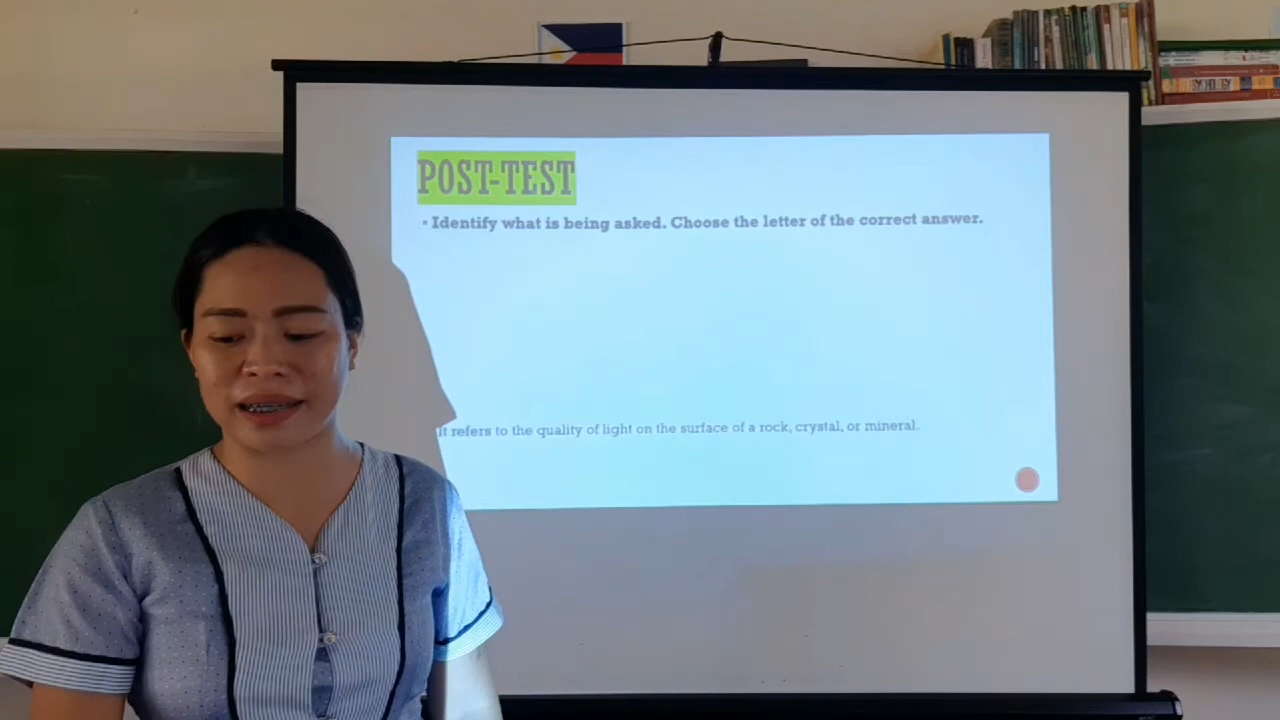 POST-TEST
▪ Identify what is being asked. Choose the letter of the correct answer.
It refers to the quality of light on the surface of a rock, crystal, or mineral.